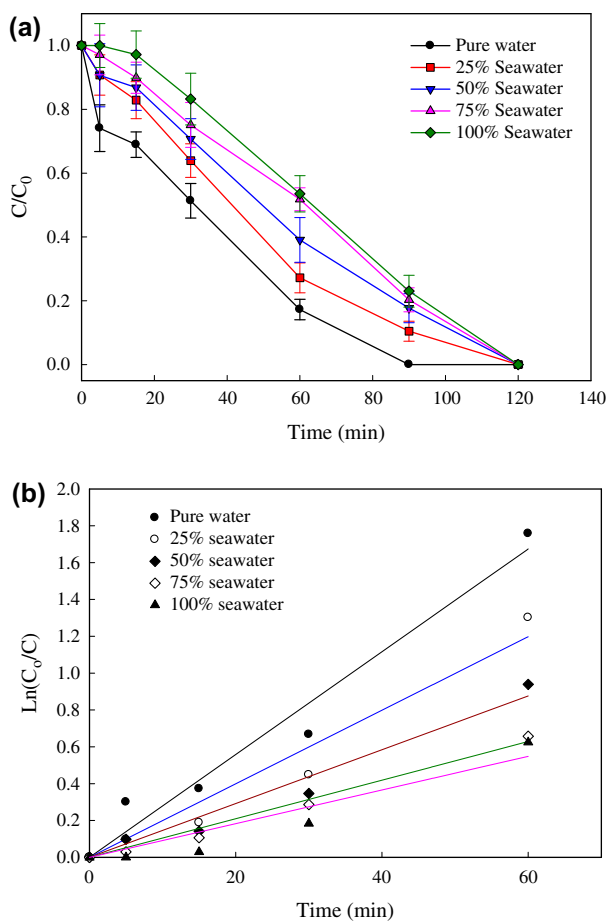 (a)
1.0
0.8
0.6
0.4
0.2
0.0
C/C₀
Pure water
25% Seawater
50% Seawater
75% Seawater
100% Seawater
0 20 40 60 80 100 120 140
Time (min)
(b)
2.0
1.8
1.6
1.4
1.2
1.0
0.8
0.6
0.4
0.2
0.0
Ln(Cₒ/C)
Pure water
25% seawater
50% seawater
75% seawater
100% seawater
0 20 40 60
Time (min)